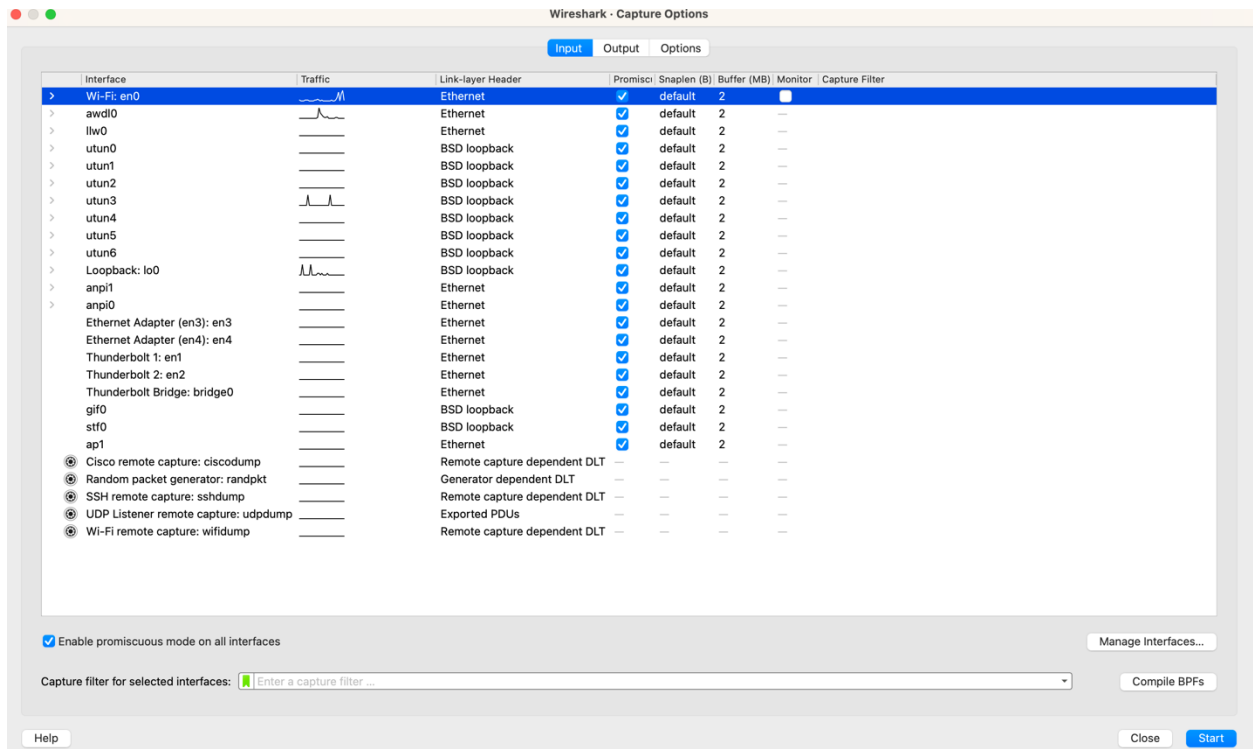 Wireshark · Capture Options
Input Output Options
Interface Traffic Link-layer Header Promisc Snaplen (B) Buffer (MB) Monitor Capture Filter
Wi-Fi: en0 Ethernet default 2
awdl0 Ethernet default 2 —
llw0 Ethernet default 2 —
utun0 BSD loopback default 2 —
utun1 BSD loopback default 2 —
utun2 BSD loopback default 2 —
utun3 BSD loopback default 2 —
utun4 BSD loopback default 2 —
utun5 BSD loopback default 2 —
utun6 BSD loopback default 2 —
Loopback: lo0 BSD loopback default 2 —
anpi1 Ethernet default 2 —
anpi0 Ethernet default 2 —
Ethernet Adapter (en3): en3 Ethernet default 2 —
Ethernet Adapter (en4): en4 Ethernet default 2 —
Thunderbolt 1: en1 Ethernet default 2 —
Thunderbolt 2: en2 Ethernet default 2 —
Thunderbolt Bridge: bridge0 Ethernet default 2 —
gif0 BSD loopback default 2 —
stf0 BSD loopback default 2 —
ap1 Ethernet default 2 —
Cisco remote capture: ciscodump Remote capture dependent DLT — — — —
Random packet generator: randpkt Generator dependent DLT — — — —
SSH remote capture: sshdump Remote capture dependent DLT — — — —
UDP Listener remote capture: udpdump Exported PDUs — — — —
Wi-Fi remote capture: wifidump Remote capture dependent DLT — — — —
Enable promiscuous mode on all interfaces Manage Interfaces...
Capture filter for selected interfaces: Enter a capture filter ... Compile BPFs
Help Close Start